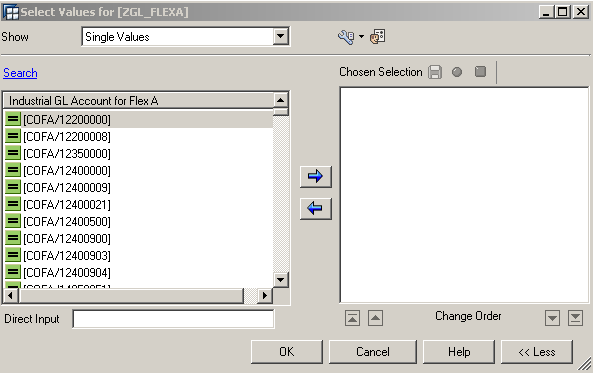 Select Values for [ZGL_FLEXA]
Show Single Values
Search
Chosen Selection
Industrial GL Account for Flex A
[COFA/12200000]
[COFA/12200008]
[COFA/12350000]
[COFA/12400000]
[COFA/12400009]
[COFA/12400021]
[COFA/12400500]
[COFA/12400900]
[COFA/12400903]
[COFA/12400904]
Direct Input
Change Order
OK Cancel Help << Less